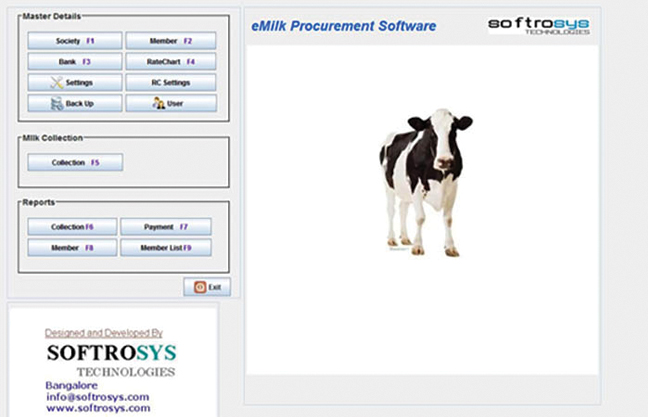 Master Details
Society F1
Member F2
Bank F3
RateChart F4
Settings
RC Settings
Back Up
User
Milk Collection
Collection F5
Reports
Collection F6
Payment F7
Member F8
Member List F9
Exit
eMilk Procurement Software
softrosys
TECHNOLOGIES
Designed and Developed By
SOFTROSYS
TECHNOLOGIES
Bangalore
info@softrosys.com
www.softrosys.com